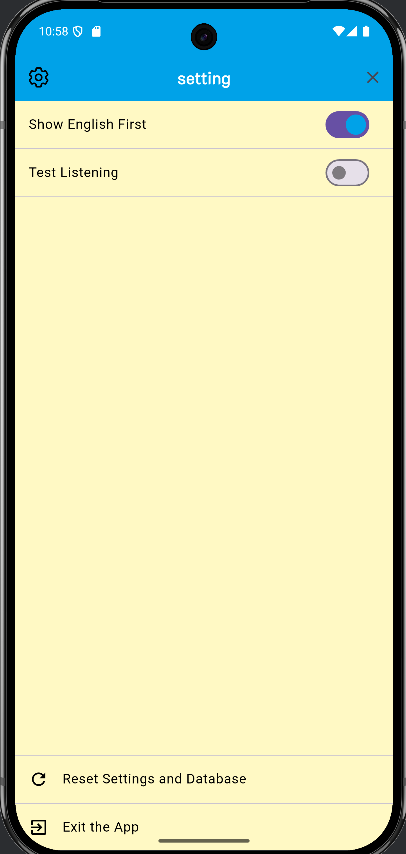 10:58
setting
Show English First
Test Listening
Reset Settings and Database
Exit the App